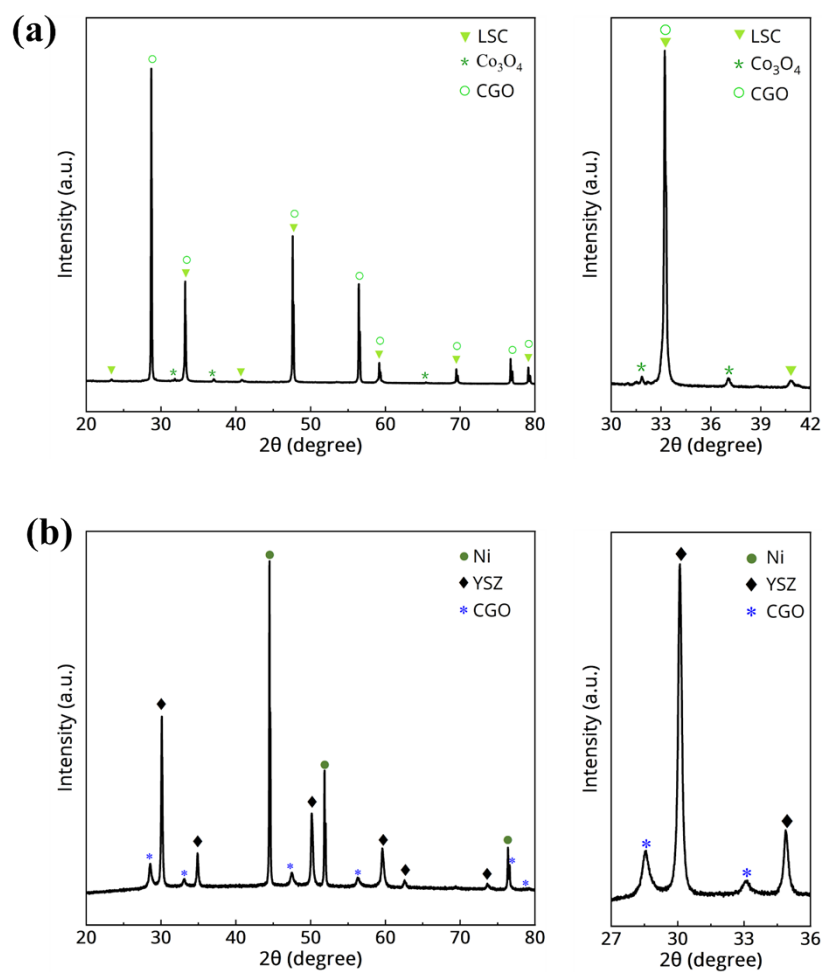 (a)
Intensity (a.u.)
LSC
* Co₃O₄
CGO
20 30 40 50 60 70 80
2θ (degree)
Intensity (a.u.)
LSC
* Co₃O₄
CGO
30 33 36 39 42
2θ (degree)
(b)
Intensity (a.u.)
Ni
YSZ
* CGO
20 30 40 50 60 70 80
2θ (degree)
Intensity (a.u.)
Ni
YSZ
* CGO
27 30 33 36
2θ (degree)